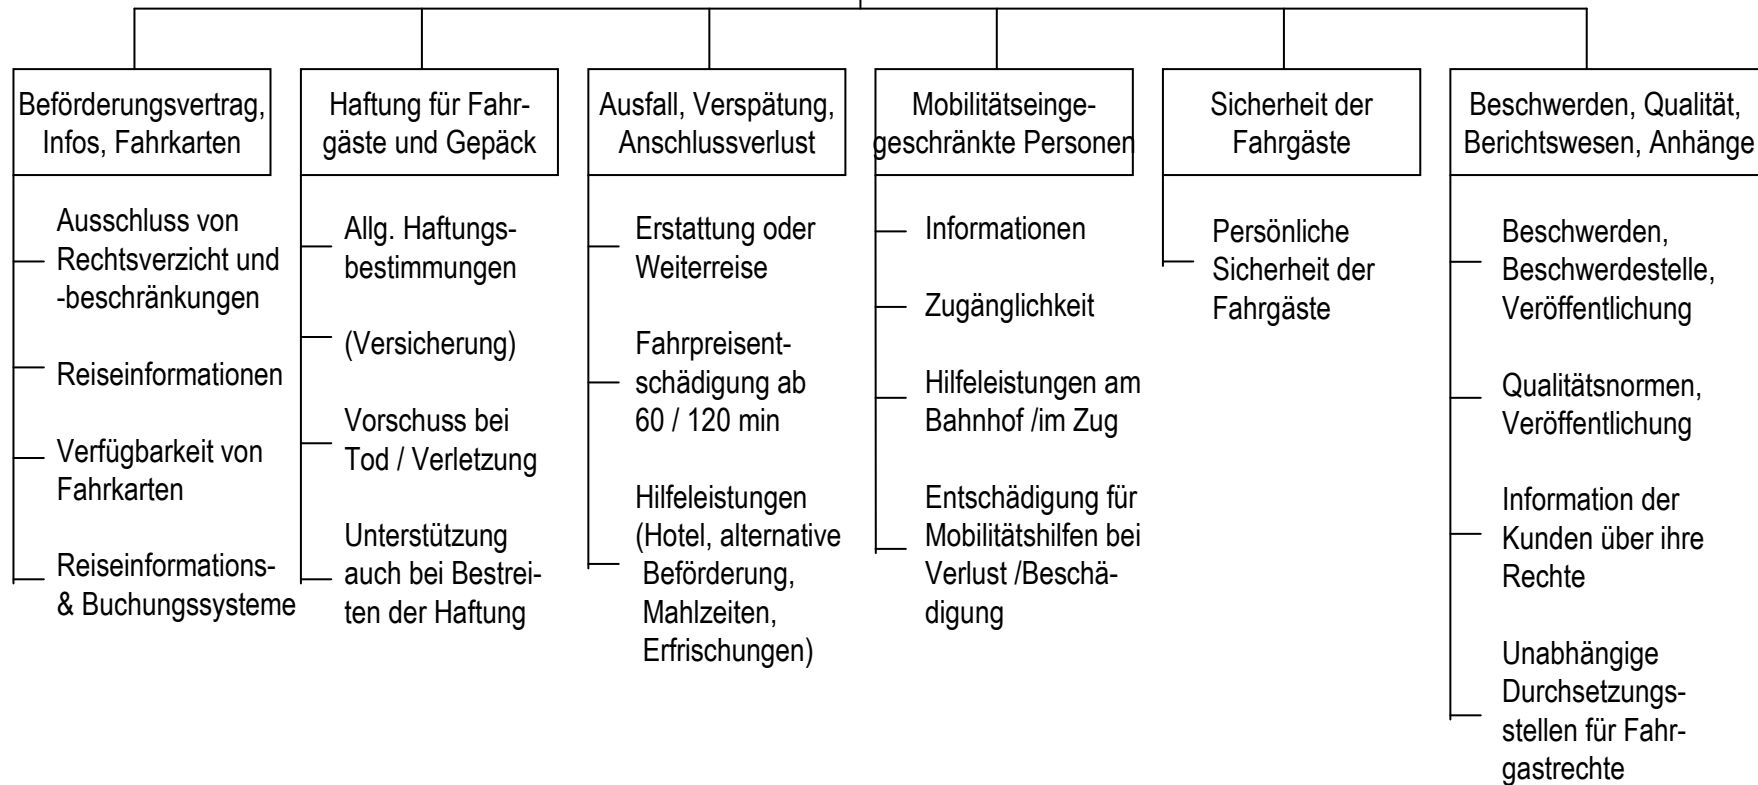 Beförderungsvertrag,
Infos, Fahrkarten
Ausschluss von
Rechtsverzicht und
-beschränkungen
Reiseinformationen
Verfügbarkeit von
Fahrkarten
Reiseinformations-
& Buchungssysteme
Haftung für Fahr-
gäste und Gepäck
Allg. Haftungs-
bestimmungen
(Versicherung)
Vorschuss bei
Tod / Verletzung
Unterstützung
auch bei Bestrei-
ten der Haftung
Ausfall, Verspätung,
Anschlussverlust
Erstattung oder
Weiterreise
Fahrpreisent-
schädigung ab
60 / 120 min
Hilfeleistungen
(Hotel, alternative
Beförderung,
Mahlzeiten,
Erfrischungen)
Mobilitätseinge-
geschränkte Personen
Informationen
Zugänglichkeit
Hilfeleistungen am
Bahnhof /im Zug
Entschädigung für
Mobilitätshilfen bei
Verlust /Beschä-
digung
Sicherheit der
Fahrgäste
Persönliche
Sicherheit der
Fahrgäste
Beschwerden, Qualität,
Berichtswesen, Anhänge
Beschwerden,
Beschwerdestelle,
Veröffentlichung
Qualitätsnormen,
Veröffentlichung
Information der
Kunden über ihre
Rechte
Unabhängige
Durchsetzungs-
stellen für Fahr-
gastrechte